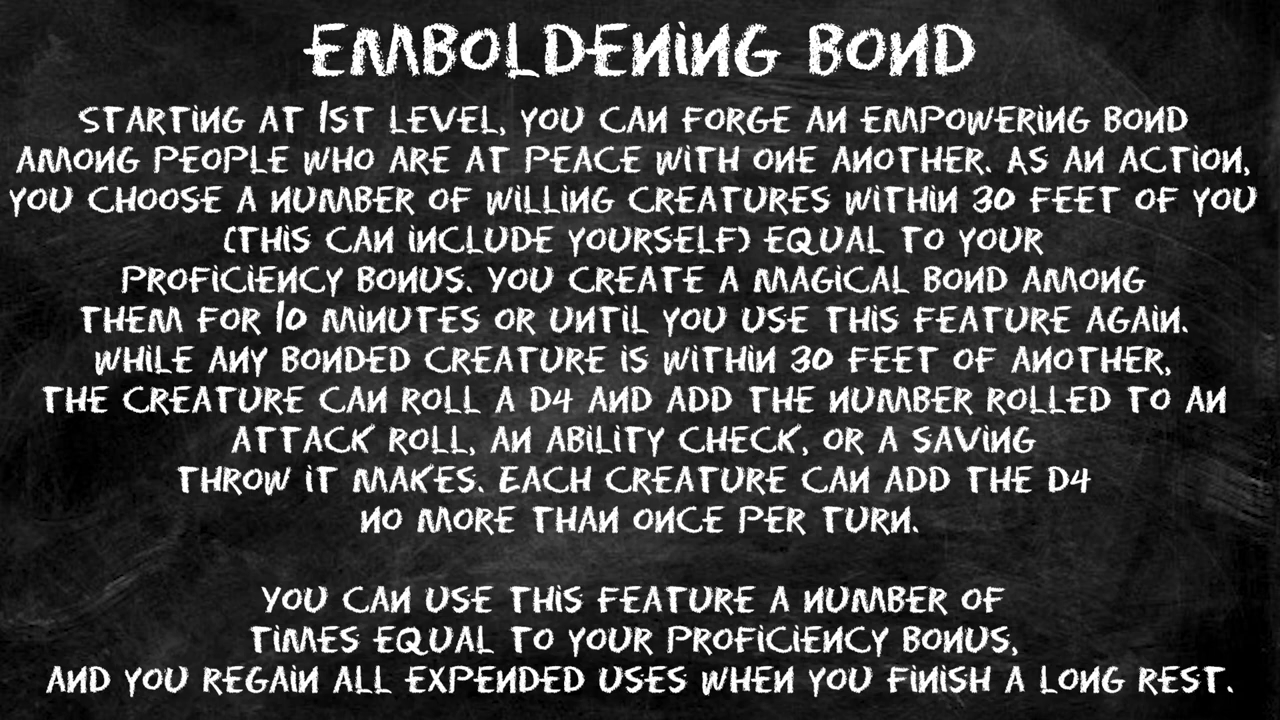 EMBOLDENING BOND
STARTING AT 1ST LEVEL, YOU CAN FORGE AN EMPOWERING BOND
AMONG PEOPLE WHO ARE AT PEACE WITH ONE ANOTHER. AS AN ACTION,
YOU CHOOSE A NUMBER OF WILLING CREATURES WITHIN 30 FEET OF YOU
(THIS CAN INCLUDE YOURSELF) EQUAL TO YOUR
PROFICIENCY BONUS. YOU CREATE A MAGICAL BOND AMONG
THEM FOR 10 MINUTES OR UNTIL YOU USE THIS FEATURE AGAIN.
WHILE ANY BONDED CREATURE IS WITHIN 30 FEET OF ANOTHER,
THE CREATURE CAN ROLL A D4 AND ADD THE NUMBER ROLLED TO AN
ATTACK ROLL, AN ABILITY CHECK, OR A SAVING
THROW IT MAKES. EACH CREATURE CAN ADD THE D4
NO MORE THAN ONCE PER TURN.
YOU CAN USE THIS FEATURE A NUMBER OF
TIMES EQUAL TO YOUR PROFICIENCY BONUS,
AND YOU REGAIN ALL EXPENDED USES WHEN YOU FINISH A LONG REST.